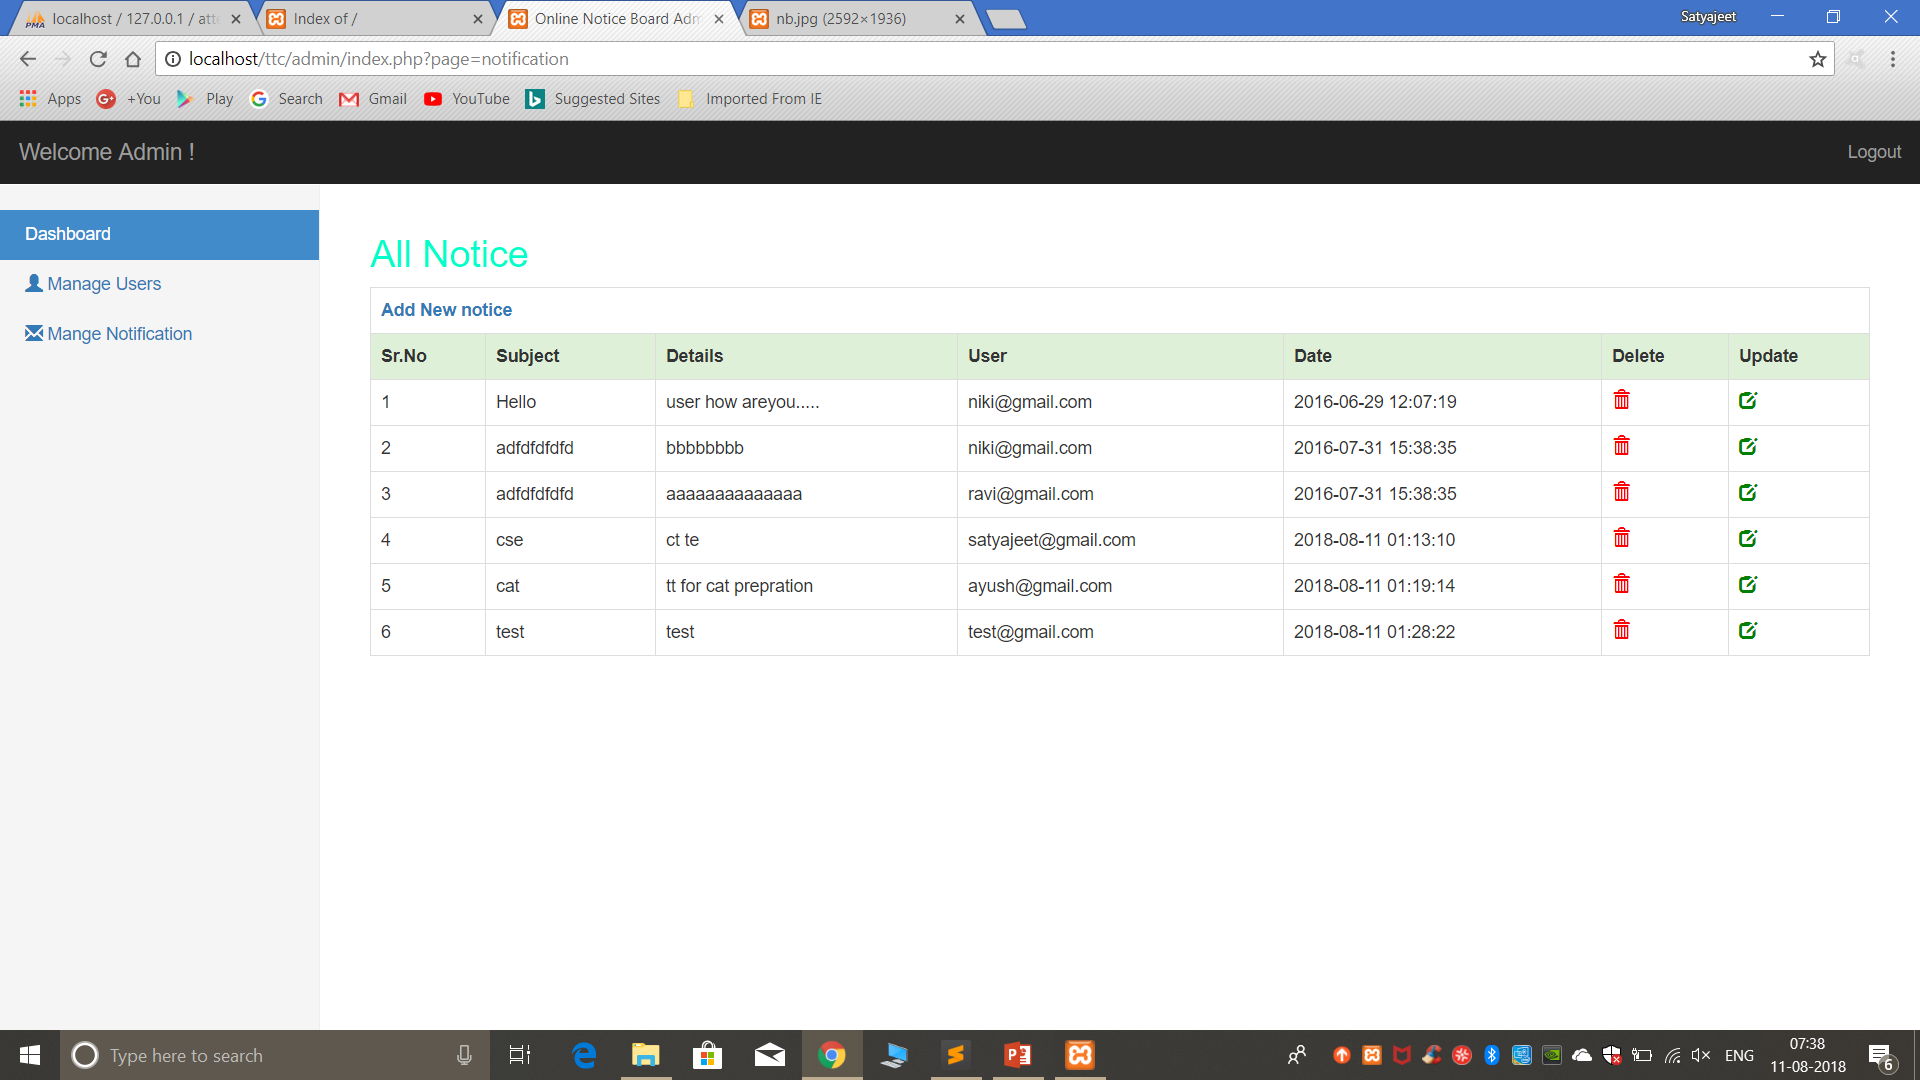 localhost / 127.0.0.1 / atte
Index of /
Online Notice Board Adm
nb.jpg (2592×1936)
Satyajeet
localhost/ttc/admin/index.php?page=notification
Apps +You Play Search Gmail YouTube Suggested Sites Imported From IE
Welcome Admin !
Logout
Dashboard
Manage Users
Mange Notification
All Notice
Add New notice
Sr.No Subject Details User Date Delete Update
1 Hello user how areyou..... niki@gmail.com 2016-06-29 12:07:19
2 adfdfdfdfd bbbbbbbb niki@gmail.com 2016-07-31 15:38:35
3 adfdfdfdfd aaaaaaaaaaaaaa ravi@gmail.com 2016-07-31 15:38:35
4 cse ct te satyajeet@gmail.com 2018-08-11 01:13:10
5 cat tt for cat prepration ayush@gmail.com 2018-08-11 01:19:14
6 test test test@gmail.com 2018-08-11 01:28:22
Type here to search
ENG
07:38
11-08-2018
6